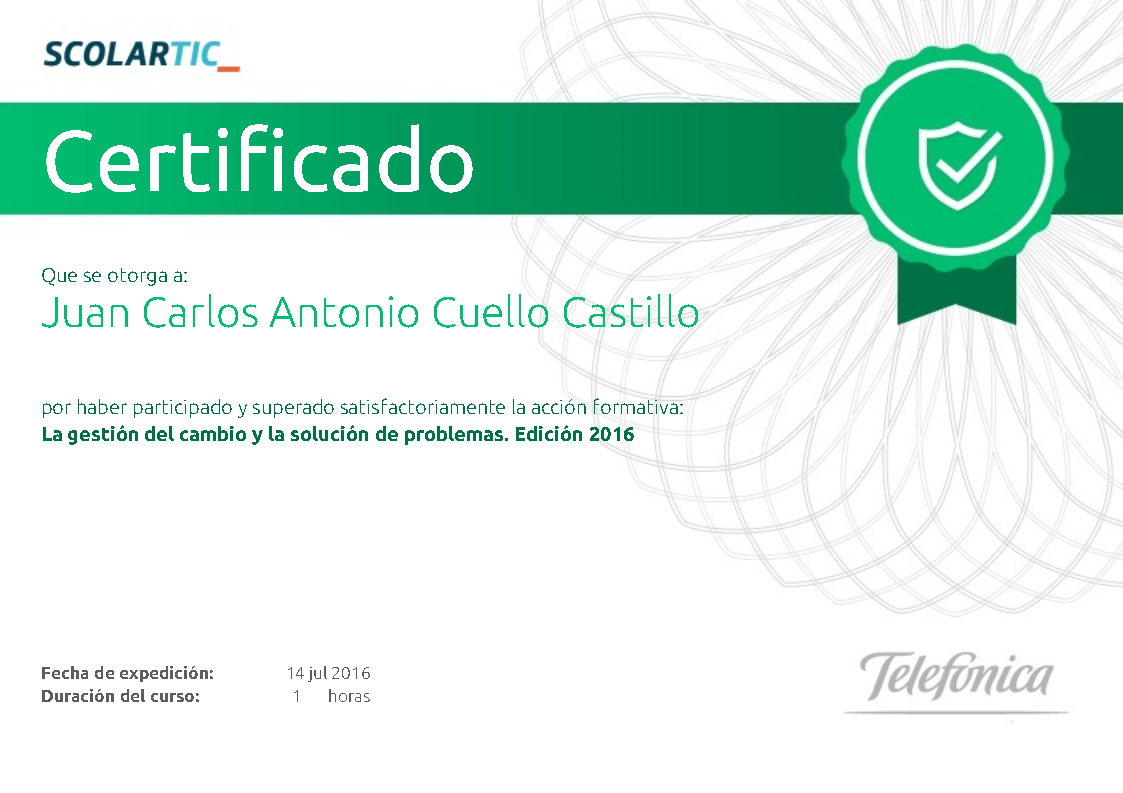 SCOLARTIC_
Certificado
Que se otorga a:
Juan Carlos Antonio Cuello Castillo
por haber participado y superado satisfactoriamente la acción formativa:
La gestión del cambio y la solución de problemas. Edición 2016
Fecha de expedición: 14 jul 2016
Duración del curso: 1 horas
Telefónica